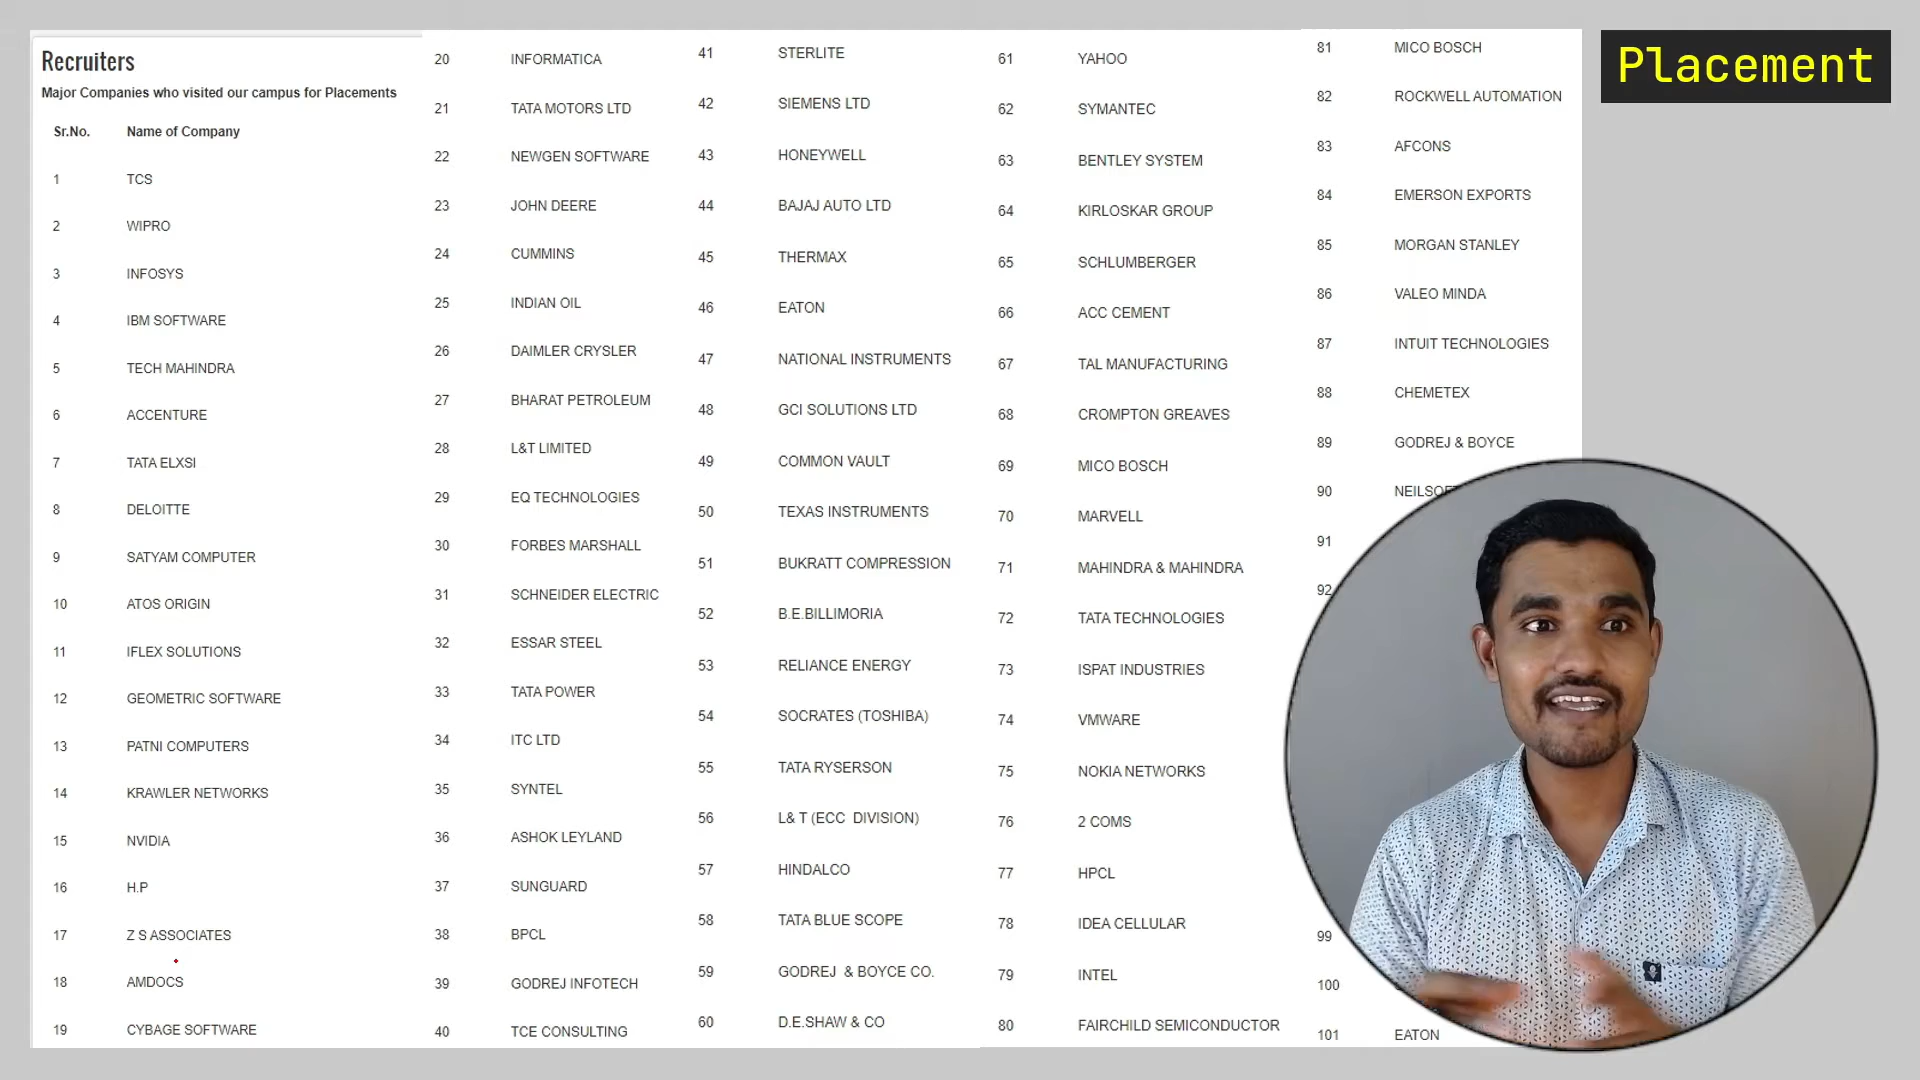 Placement
Recruiters
Major Companies who visited our campus for Placements
Sr.No. Name of Company
1 TCS
2 WIPRO
3 INFOSYS
4 IBM SOFTWARE
5 TECH MAHINDRA
6 ACCENTURE
7 TATA ELXSI
8 DELOITTE
9 SATYAM COMPUTER
10 ATOS ORIGIN
11 IFLEX SOLUTIONS
12 GEOMETRIC SOFTWARE
13 PATNI COMPUTERS
14 KRAWLER NETWORKS
15 NVIDIA
16 H.P
17 Z S ASSOCIATES
18 AMDOCS
19 CYBAGE SOFTWARE
20 INFORMATICA
21 TATA MOTORS LTD
22 NEWGEN SOFTWARE
23 JOHN DEERE
24 CUMMINS
25 INDIAN OIL
26 DAIMLER CRYSLER
27 BHARAT PETROLEUM
28 L&T LIMITED
29 EQ TECHNOLOGIES
30 FORBES MARSHALL
31 SCHNEIDER ELECTRIC
32 ESSAR STEEL
33 TATA POWER
34 ITC LTD
35 SYNTEL
36 ASHOK LEYLAND
37 SUNGUARD
38 BPCL
39 GODREJ INFOTECH
40 TCE CONSULTING
41 STERLITE
42 SIEMENS LTD
43 HONEYWELL
44 BAJAJ AUTO LTD
45 THERMAX
46 EATON
47 NATIONAL INSTRUMENTS
48 GCI SOLUTIONS LTD
49 COMMON VAULT
50 TEXAS INSTRUMENTS
51 BUKRATT COMPRESSION
52 B.E.BILLIMORIA
53 RELIANCE ENERGY
54 SOCRATES (TOSHIBA)
55 TATA RYSERSON
56 L& T (ECC DIVISION)
57 HINDALCO
58 TATA BLUE SCOPE
59 GODREJ & BOYCE CO.
60 D.E.SHAW & CO
61 YAHOO
62 SYMANTEC
63 BENTLEY SYSTEM
64 KIRLOSKAR GROUP
65 SCHLUMBERGER
66 ACC CEMENT
67 TAL MANUFACTURING
68 CROMPTON GREAVES
69 MICO BOSCH
70 MARVELL
71 MAHINDRA & MAHINDRA
72 TATA TECHNOLOGIES
73 ISPAT INDUSTRIES
74 VMWARE
75 NOKIA NETWORKS
76 2 COMS
77 HPCL
78 IDEA CELLULAR
79 INTEL
80 FAIRCHILD SEMICONDUCTOR
81 MICO BOSCH
82 ROCKWELL AUTOMATION
83 AFCONS
84 EMERSON EXPORTS
85 MORGAN STANLEY
86 VALEO MINDA
87 INTUIT TECHNOLOGIES
88 CHEMETEX
89 GODREJ & BOYCE
90
91
92
99
100
101 EATON